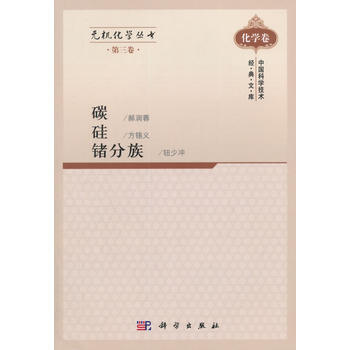 无机化学丛书
·第三卷·
化学卷
中国科学技术
经·典·文·库
碳 /郝润蓉
硅 /方锡义
锗分族 /钮少冲
科学出版社